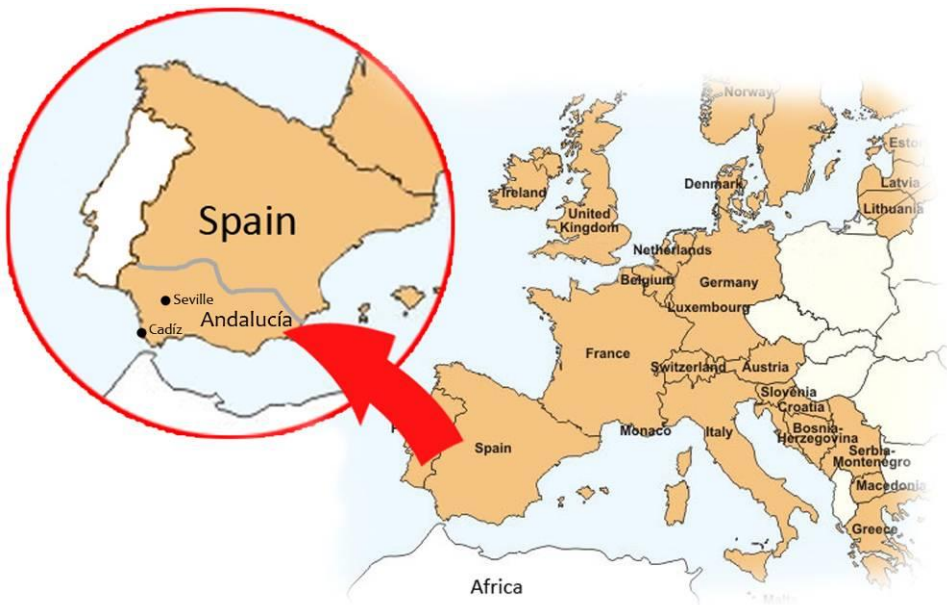 Spain
Seville
Andalucía
Cadíz
Norway
Latvia
Lithuania
Denmark
Ireland
United
Kingdom
Netherlands
Belgium
Germany
Luxembourg
France
Switzerland
Austria
Slovenia
Croatia
Bosnia-
Herzegovina
Monaco
Italy
Serbia-
Montenegro
Spain
Macedonia
Greece
Africa
Malta